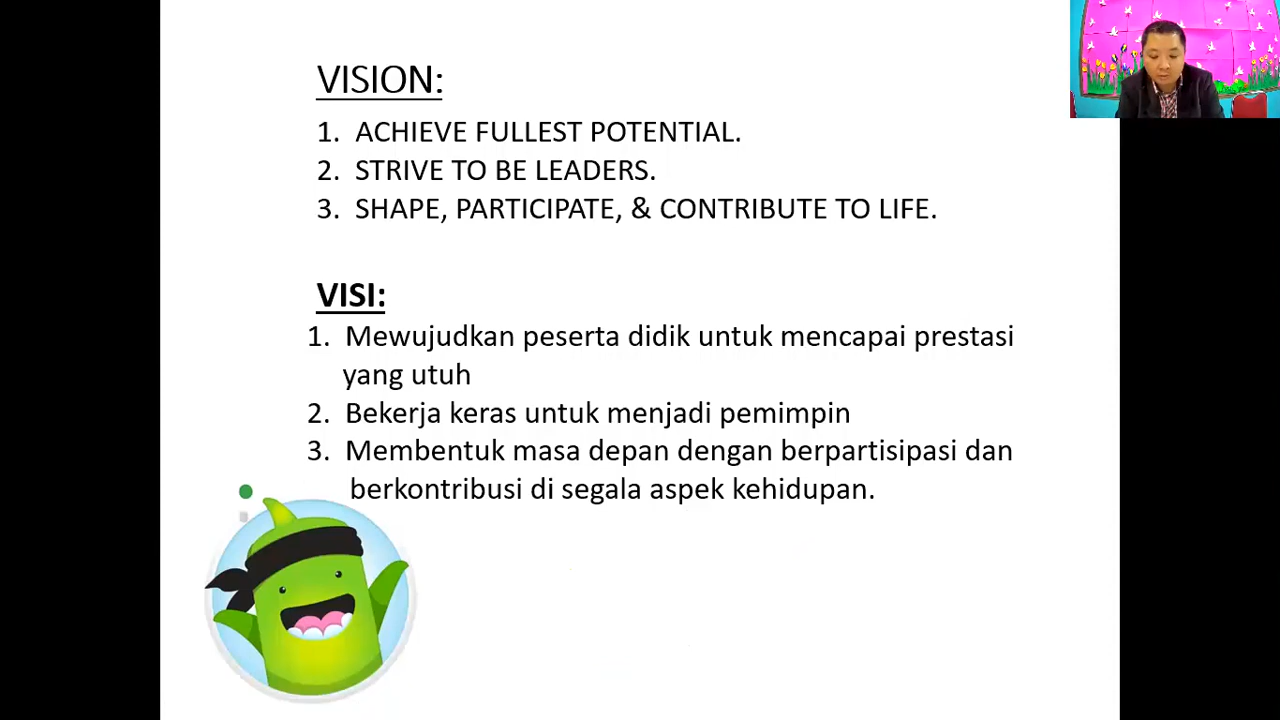 VISION:
1. ACHIEVE FULLEST POTENTIAL.
2. STRIVE TO BE LEADERS.
3. SHAPE, PARTICIPATE, & CONTRIBUTE TO LIFE.
VISI:
1. Mewujudkan peserta didik untuk mencapai prestasi
yang utuh
2. Bekerja keras untuk menjadi pemimpin
3. Membentuk masa depan dengan berpartisipasi dan
berkontribusi di segala aspek kehidupan.